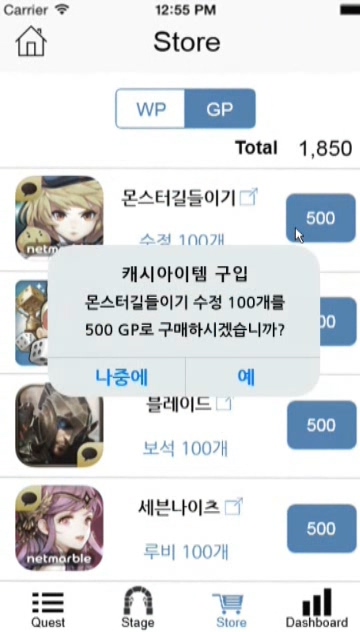 Carrier 12:55 PM
Store
WP GP
Total 1,850
몬스터길들이기
500
수정 100개
netm
캐시아이템 구입
몬스터길들이기 수정 100개를
500 GP로 구매하시겠습니까?
나중에 예
블레이드
보석 100개
500
세븐나이츠
루비 100개
500
netmarble
Quest Stage Store Dashboard